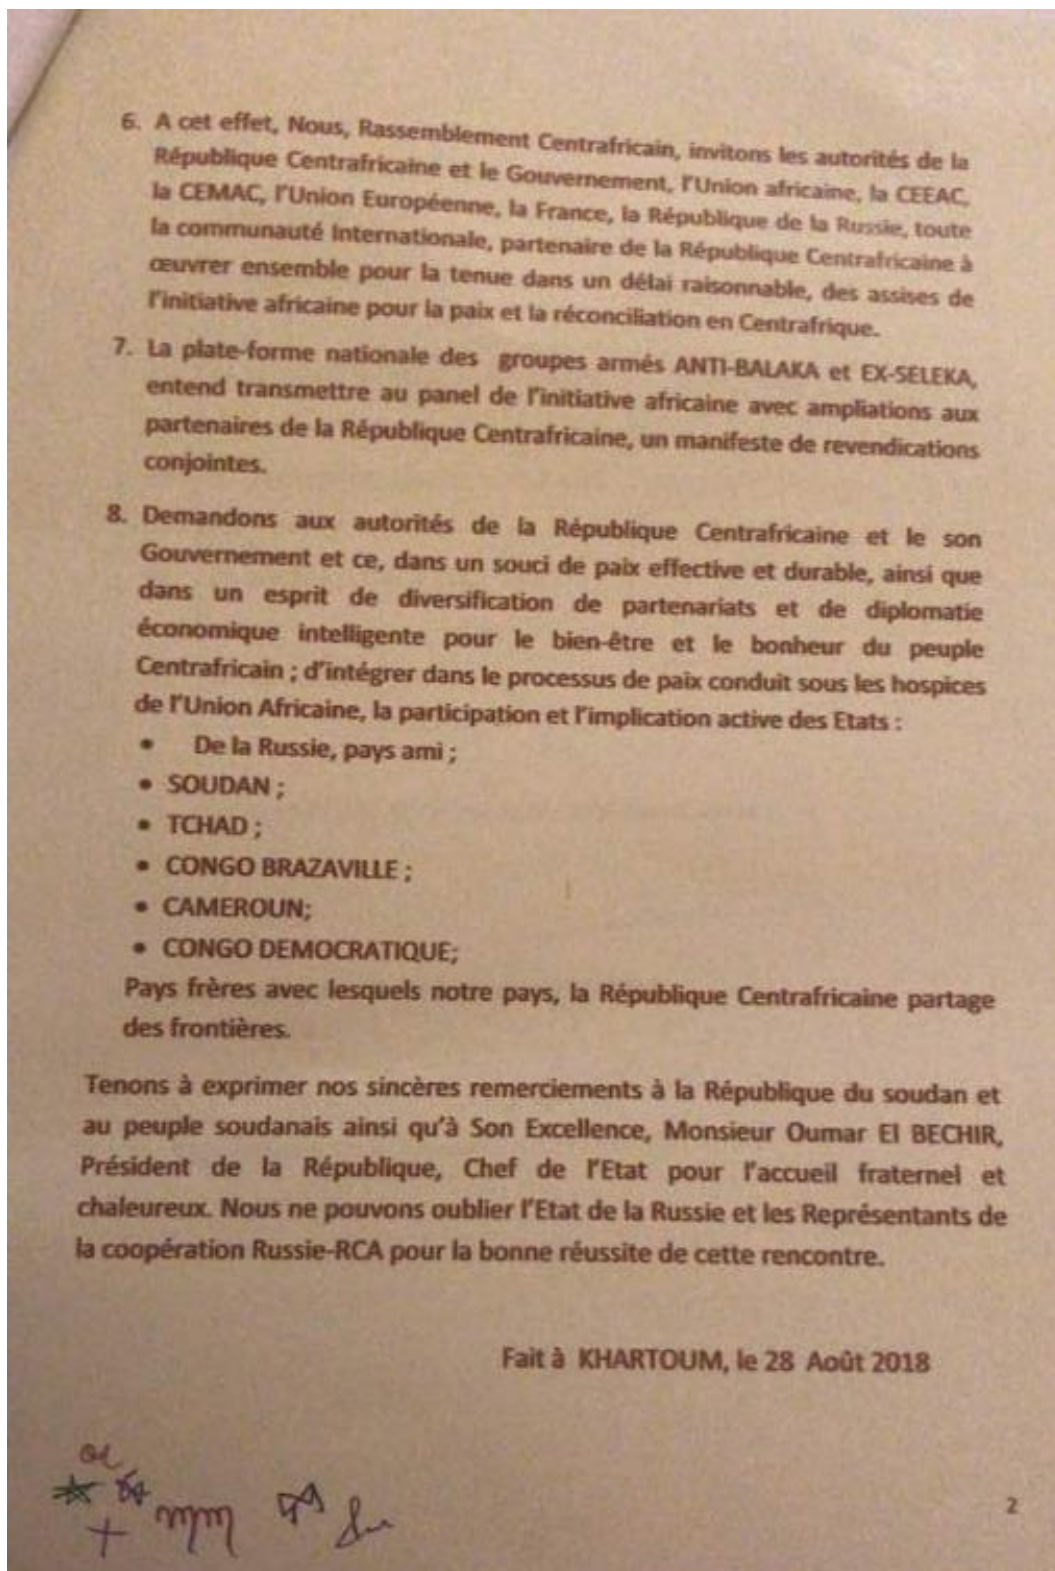 6. A cet effet, Nous, Rassemblement Centrafricain, invitons les autorités de la
République Centrafricaine et le Gouvernement, l'Union africaine, la CEEAC,
la CEMAC, l'Union Européenne, la France, la République de la Russie, toute
la communauté Internationale, partenaire de la République Centrafricaine à
œuvrer ensemble pour la tenue dans un délai raisonnable, des assises de
l'initiative africaine pour la paix et la réconciliation en Centrafrique.
7. La plate-forme nationale des groupes armés ANTI-BALAKA et EX-SELEKA,
entend transmettre au panel de l'initiative africaine avec ampliations aux
partenaires de la République Centrafricaine, un manifeste de revendications
conjointes.
8. Demandons aux autorités de la République Centrafricaine et le son
Gouvernement et ce, dans un souci de paix effective et durable, ainsi que
dans un esprit de diversification de partenariats et de diplomatie
économique intelligente pour le bien-être et le bonheur du peuple
Centrafricain ; d'intégrer dans le processus de paix conduit sous les hospices
de l'Union Africaine, la participation et l'implication active des Etats :
• De la Russie, pays ami ;
• SOUDAN ;
• TCHAD ;
• CONGO BRAZAVILLE ;
• CAMEROUN;
• CONGO DEMOCRATIQUE;
Pays frères avec lesquels notre pays, la République Centrafricaine partage
des frontières.
Tenons à exprimer nos sincères remerciements à la République du soudan et
au peuple soudanais ainsi qu'à Son Excellence, Monsieur Oumar El BECHIR,
Président de la République, Chef de l'Etat pour l'accueil fraternel et
chaleureux. Nous ne pouvons oublier l'Etat de la Russie et les Représentants de
la coopération Russie-RCA pour la bonne réussite de cette rencontre.
Fait à KHARTOUM, le 28 Août 2018
2